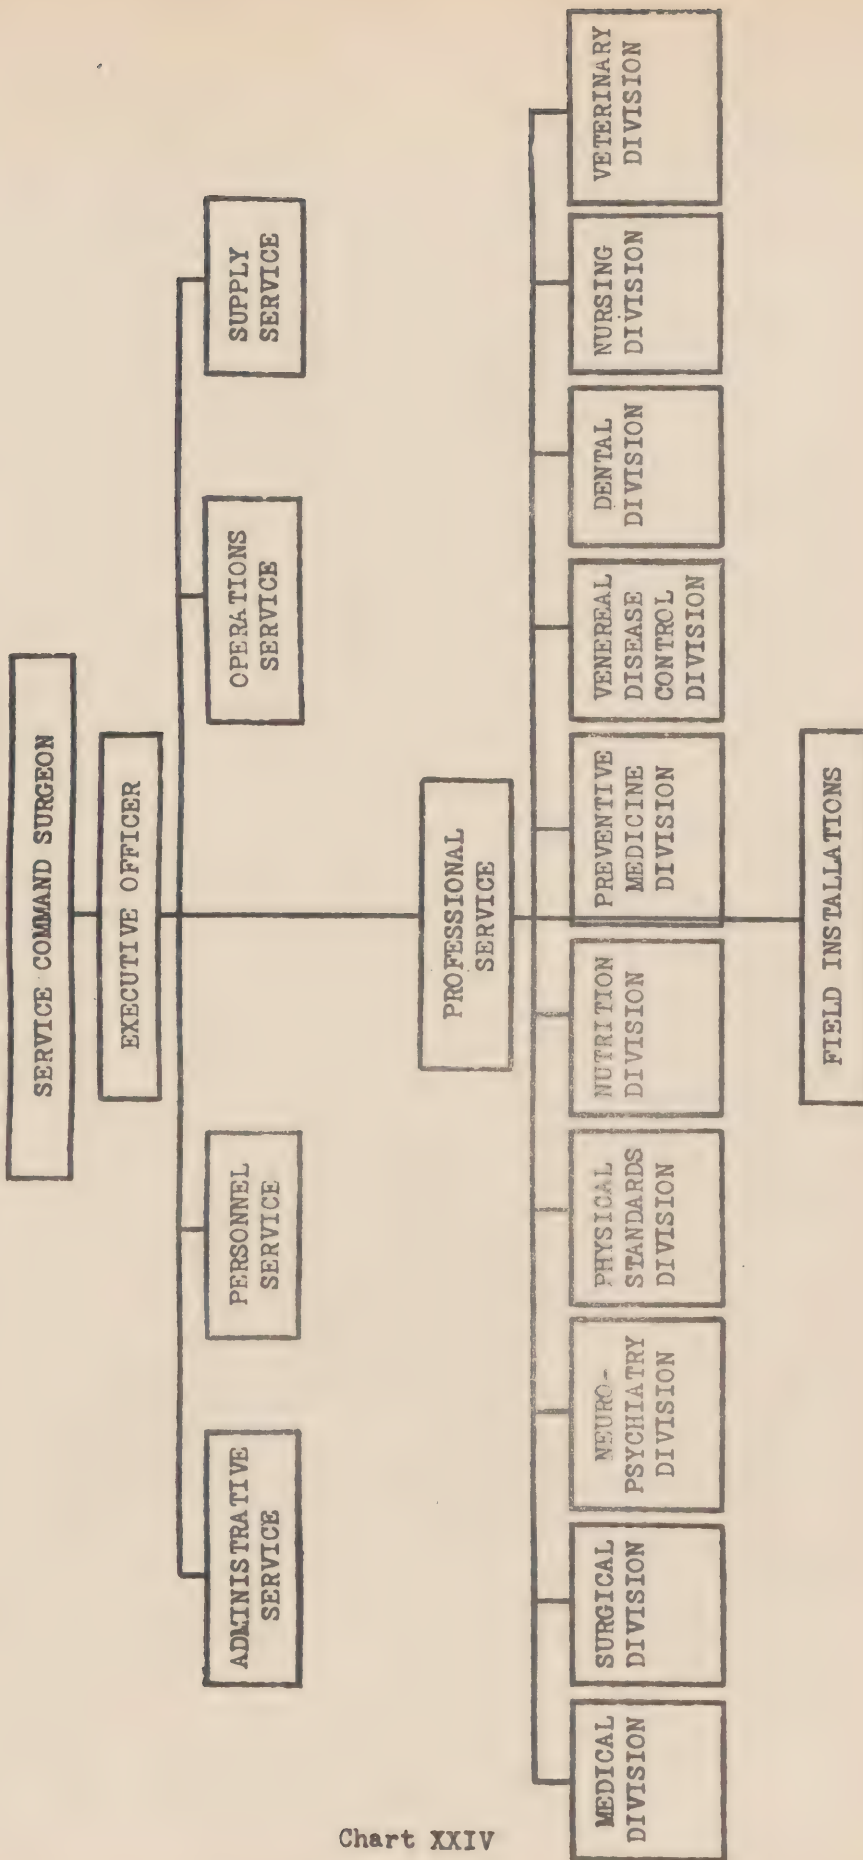 SERVICE COMMAND SURGEON
EXECUTIVE OFFICER
ADMINISTRATIVE
SERVICE
PERSONNEL
SERVICE
OPERATIONS
SERVICE
SUPPLY
SERVICE
PROFESSIONAL
SERVICE
MEDICAL
DIVISION
SURGICAL
DIVISION
NEURO-
PSYCHIATRY
DIVISION
PHYSICAL
STANDARDS
DIVISION
NUTRITION
DIVISION
PREVENTIVE
MEDICINE
DIVISION
VENEREAL
DISEASE
CONTROL
DIVISION
DENTAL
DIVISION
NURSING
DIVISION
VETERINARY
DIVISION
FIELD INSTALLATIONS
Chart XXIV